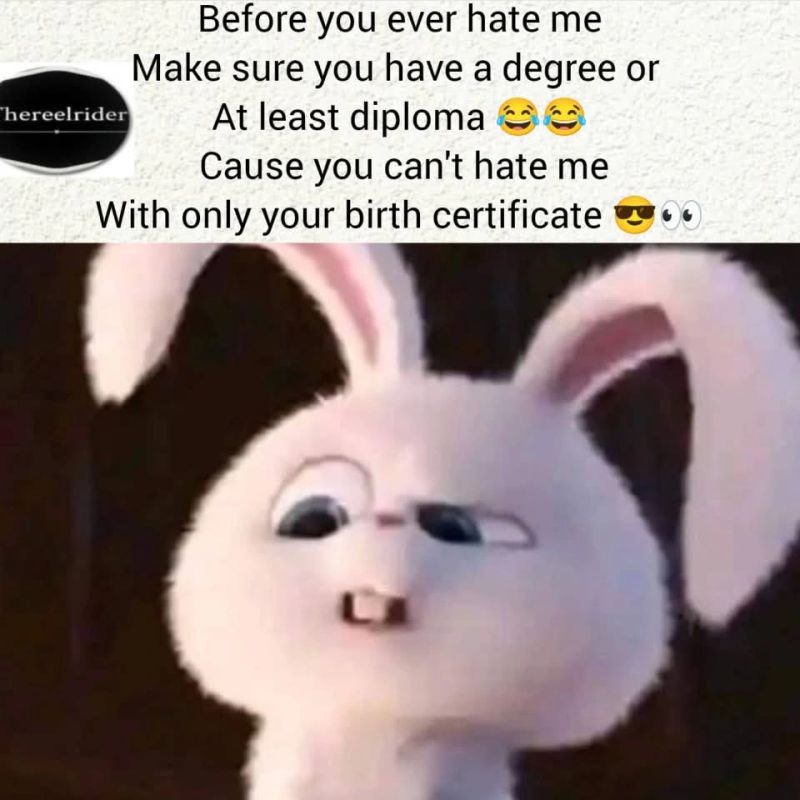 Before you ever hate me
Make sure you have a degree or
At least diploma 😂😂
Cause you can't hate me
With only your birth certificate 😎👀
hereelrider